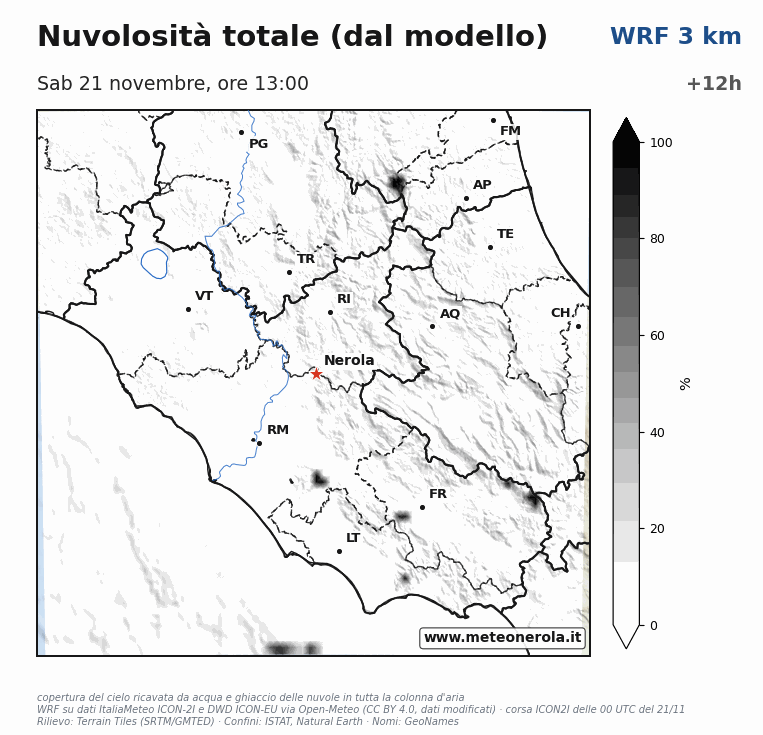 Nuvolosità totale (dal modello)
WRF 3 km
Sab 21 novembre, ore 13:00
+12h
FM
PG
AP
TE
TR
VT
RI
AQ
CH
Nerola
RM
FR
LT
www.meteonerola.it
100
80
60
40
20
0
%
copertura del cielo ricavata da acqua e ghiaccio delle nuvole in tutta la colonna d'aria
WRF su dati ItaliaMeteo ICON-2I e DWD ICON-EU via Open-Meteo (CC BY 4.0, dati modificati) · corsa ICON2I delle 00 UTC del 21/11
Rilievo: Terrain Tiles (SRTM/GMTED) · Confini: ISTAT, Natural Earth · Nomi: GeoNames